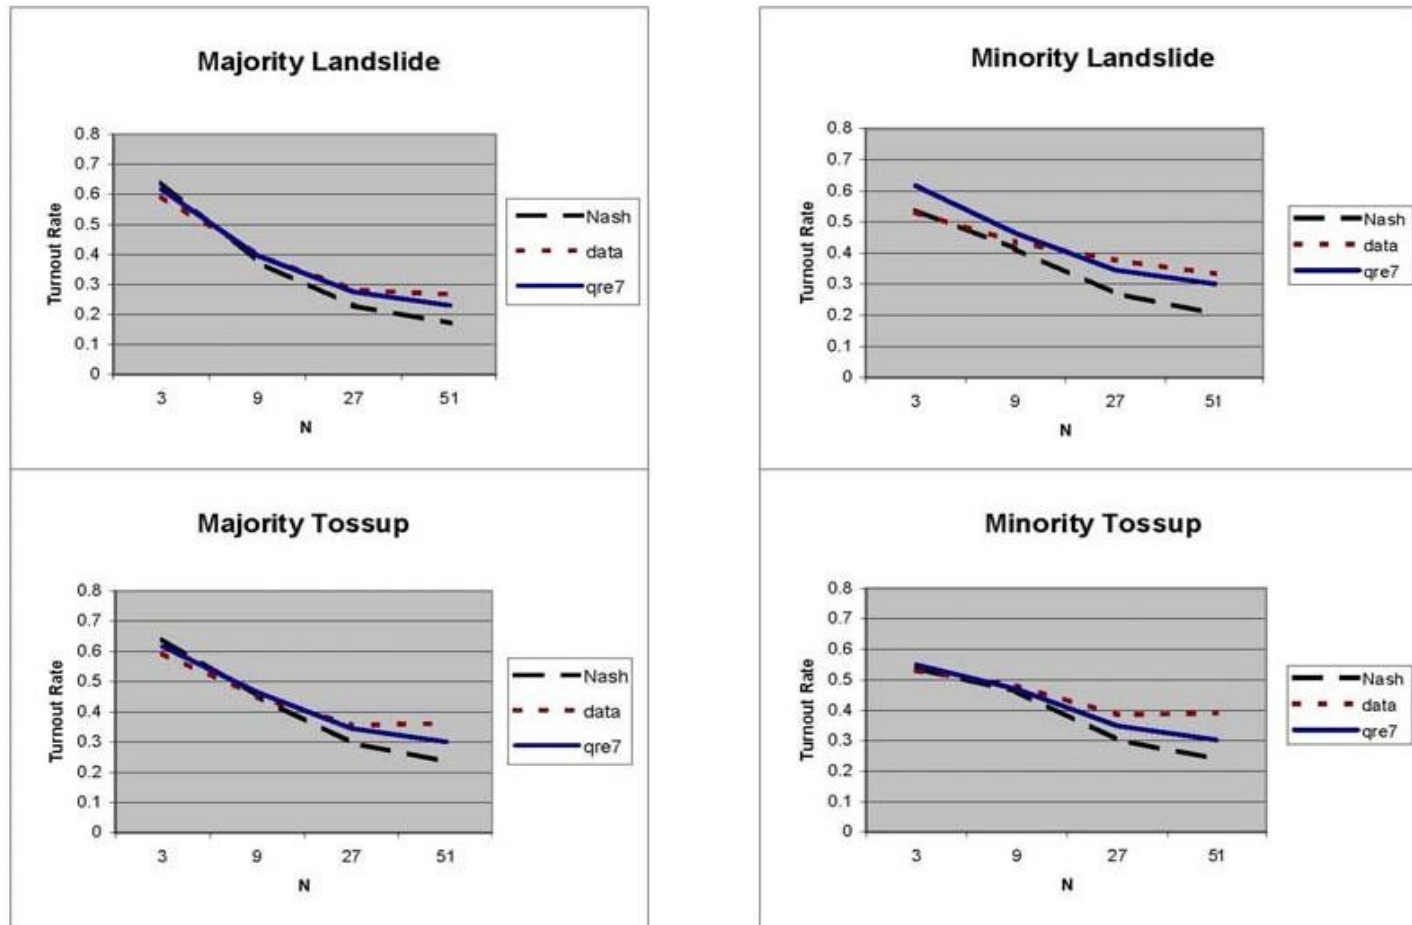 Majority Landslide
Turnout Rate
0.8
0.7
0.6
0.5
0.4
0.3
0.2
0.1
0
3 9 27 51
N
Nash
data
qre7
Minority Landslide
Turnout Rate
0.8
0.7
0.6
0.5
0.4
0.3
0.2
0.1
0
3 9 27 51
N
Nash
data
qre7
Majority Tossup
Turnout Rate
0.8
0.7
0.6
0.5
0.4
0.3
0.2
0.1
0
3 9 27 51
N
Nash
data
qre7
Minority Tossup
Turnout Rate
0.8
0.7
0.6
0.5
0.4
0.3
0.2
0.1
0
3 9 27 51
N
Nash
data
qre7